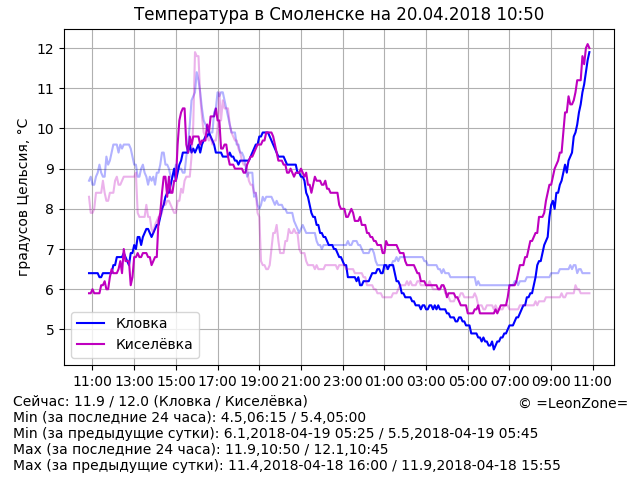 Температура в Смоленске на 20.04.2018 10:50
градусов Цельсия, °C
12
11
10
9
8
7
6
5
Кловка
Киселёвка
11:00 13:00 15:00 17:00 19:00 21:00 23:00 01:00 03:00 05:00 07:00 09:00 11:00
Сейчас: 11.9 / 12.0 (Кловка / Киселёвка)
© =LeonZone=
Min (за последние 24 часа): 4.5,06:15 / 5.4,05:00
Min (за предыдущие сутки): 6.1,2018-04-19 05:25 / 5.5,2018-04-19 05:45
Max (за последние 24 часа): 11.9,10:50 / 12.1,10:45
Max (за предыдущие сутки): 11.4,2018-04-18 16:00 / 11.9,2018-04-18 15:55